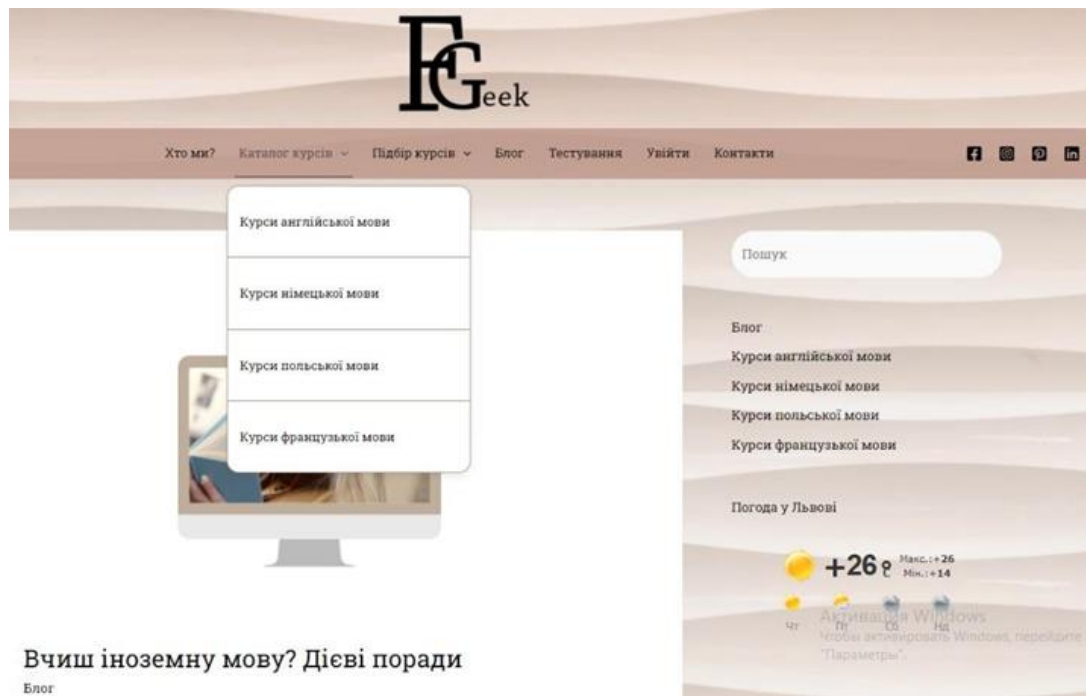 FGeek
Хто ми? Каталог курсів Підбір курсів Блог Тестування Увійти Контакти
Курси англійської мови
Курси німецької мови
Курси польської мови
Курси французької мови
Пошук
Блог
Курси англійської мови
Курси німецької мови
Курси польської мови
Курси французької мови
Погода у Львові
+26
Макс.:+26
Мін.:+14
Чт Пт Сб Нд
Активация Windows
Чтобы активировать Windows, перейдите
"Параметры".
Вчиш іноземну мову? Дієві поради
Блог